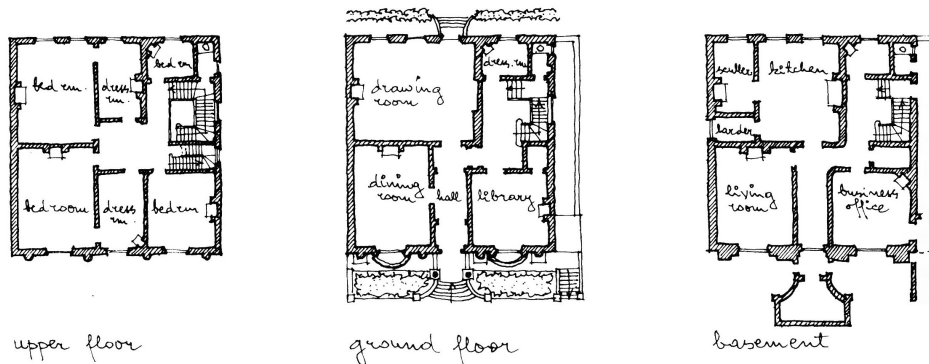 bed rm.
dress.
rm.
bed rm
bedroom
dress
rm.
bed rm
upper floor
drawing
room
dress. rm
dining
room
hall
library
ground floor
sculler
kitchen
larder
living
room
business
office
basement